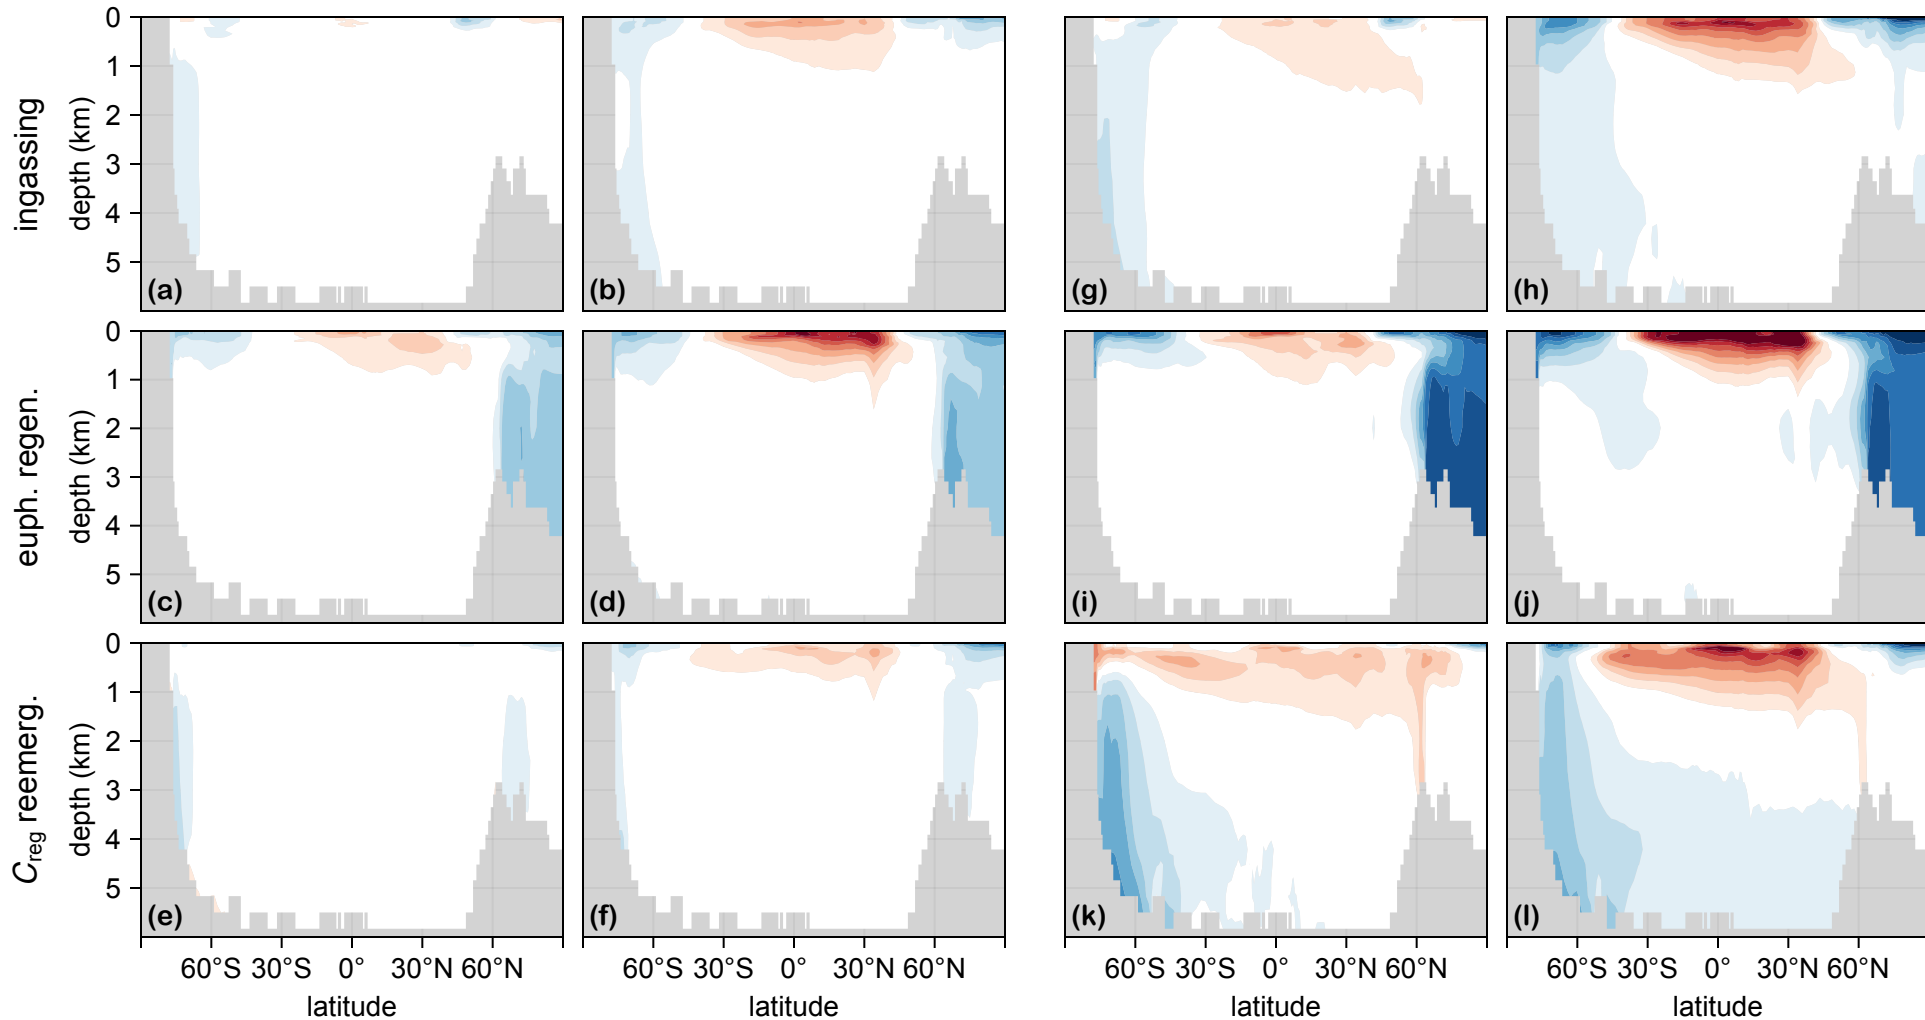 ingassing
depth (km)
0
1
2
3
4
5
(a)
(b)
(g)
(h)
euph. regen.
depth (km)
0
1
2
3
4
5
(c)
(d)
(i)
(j)
C_reg reemerg.
depth (km)
0
1
2
3
4
5
(e)
(f)
(k)
(l)
60°S 30°S 0° 30°N 60°N
60°S 30°S 0° 30°N 60°N
60°S 30°S 0° 30°N 60°N
60°S 30°S 0° 30°N 60°N
latitude
latitude
latitude
latitude